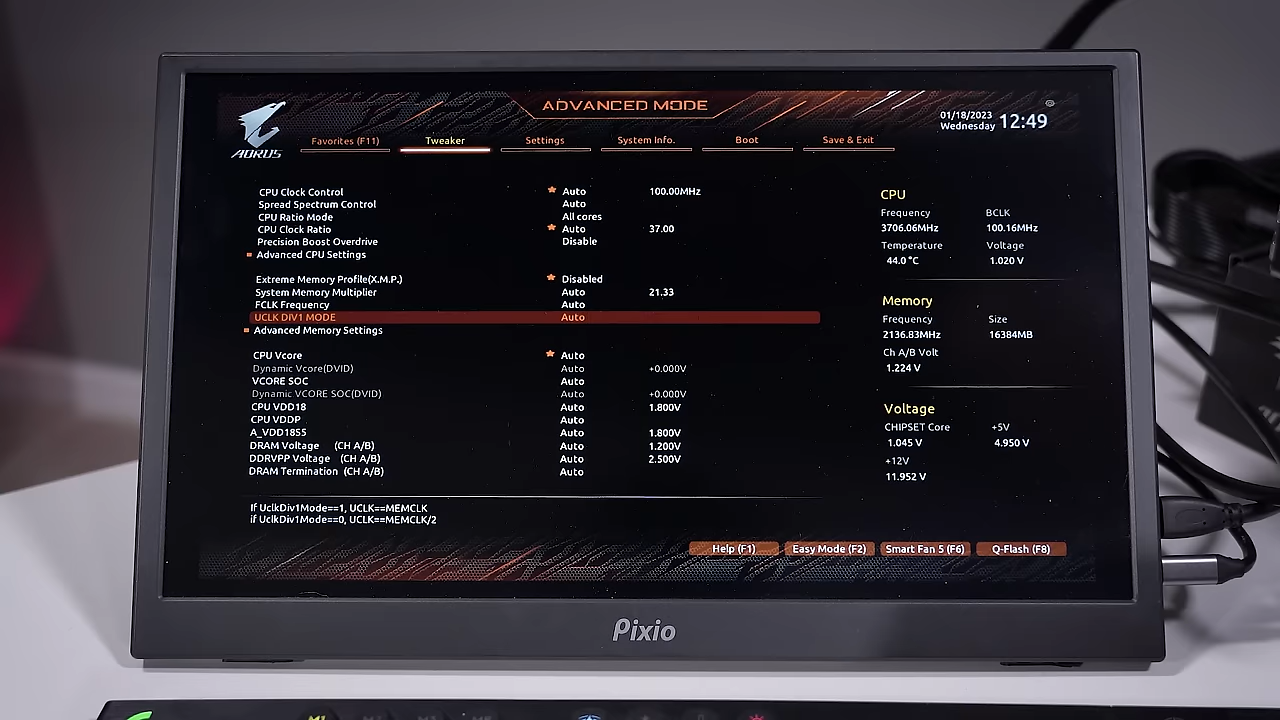 ADVANCED MODE
AORUS
01/18/2023
Wednesday 12:49
Favorites (F11) Tweaker Settings System Info. Boot Save & Exit
CPU Clock Control Auto 100.00MHz
Spread Spectrum Control Auto
CPU Ratio Mode All cores
CPU Clock Ratio Auto 37.00
Precision Boost Overdrive Disable
Advanced CPU Settings
Extreme Memory Profile(X.M.P.) Disabled
System Memory Multiplier Auto 21.33
FCLK Frequency Auto
UCLK DIV1 MODE Auto
Advanced Memory Settings
CPU Vcore Auto
Dynamic Vcore(DVID) +0.000V
VCORE SOC Auto
Dynamic VCORE SOC(DVID) +0.000V
CPU VDD18 Auto 1.800V
CPU VDDP Auto
A_VDD1855 Auto 1.800V
DRAM Voltage (CH A/B) Auto 1.200V
DDRVPP Voltage (CH A/B) Auto 2.500V
DRAM Termination (CH A/B) Auto
CPU
Frequency BCLK
3706.06MHz 100.16MHz
Temperature Voltage
44.0°C 1.020 V
Memory
Frequency Size
2136.83MHz 16384MB
Ch A/B Volt
1.224 V
Voltage
CHIPSET Core +5V
1.045 V 4.950 V
+12V
11.952 V
If UclkDiv1Mode==1, UCLK==MEMCLK
if UclkDiv1Mode==0, UCLK==MEMCLK/2
Help (F1) Easy Mode (F2) Smart Fan 5 (F6) Q-Flash (F8)
Pixio